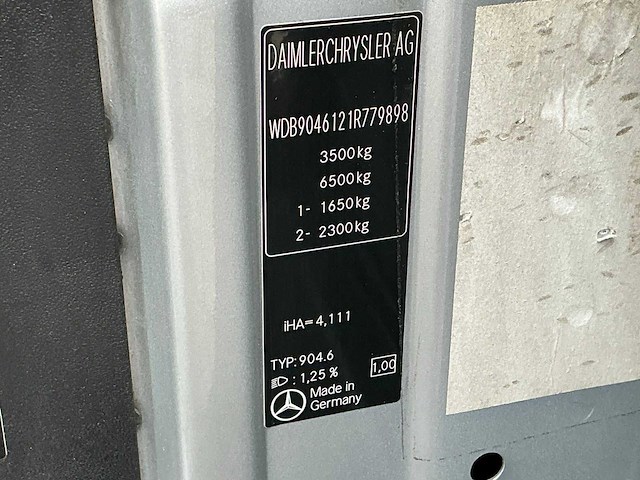 DAIMLERCHRYSLER AG
WDB9046121R779898
3500kg
6500kg
1- 1650kg
2- 2300kg
iHA=4,111
TYP: 904.6
: 1,25 % 1,00
Made in
Germany